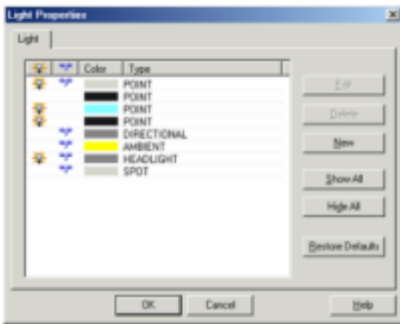 Light Properties
Light
Color Type
POINT
POINT
POINT
POINT
DIRECTIONAL
AMBIENT
HEADLIGHT
SPOT
Edit
Delete
New
Show All
Hide All
Restore Defaults
OK Cancel Help